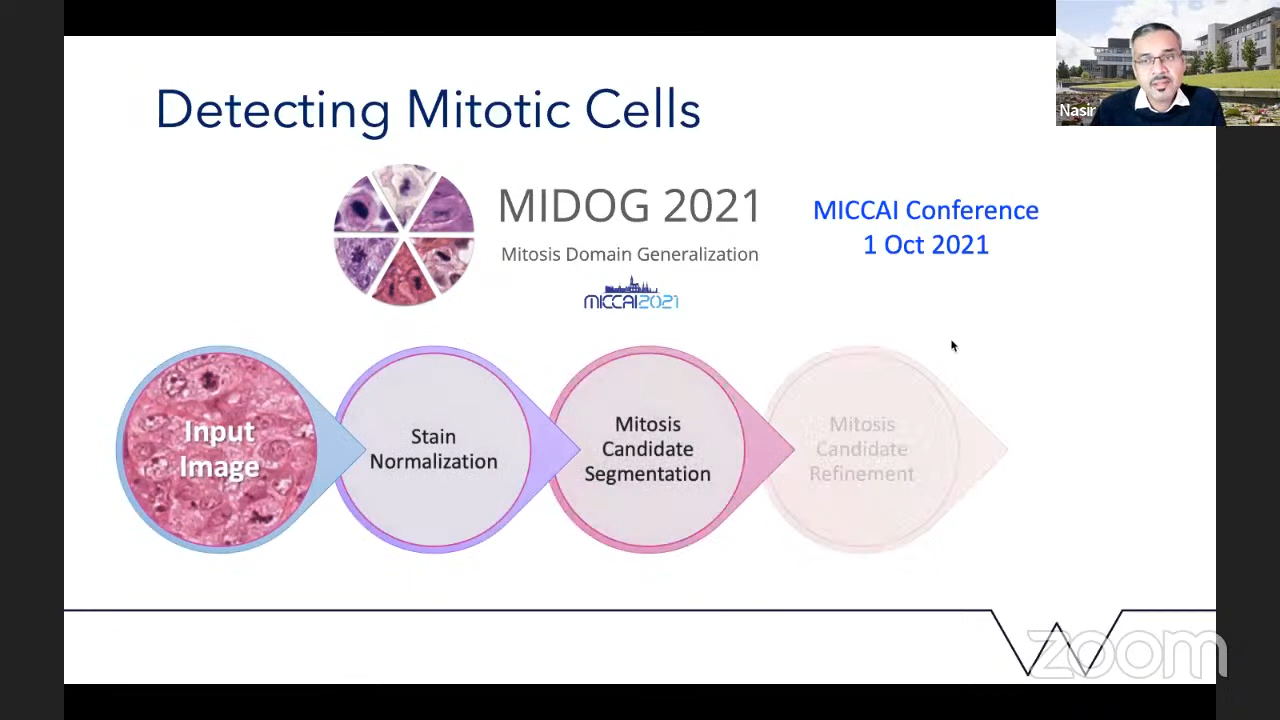 Detecting Mitotic Cells
Nasir
MIDOG 2021
Mitosis Domain Generalization
MICCAI2021
MICCAI Conference
1 Oct 2021
Input
Image
Stain
Normalization
Mitosis
Candidate
Segmentation
Mitosis
Candidate
Refinement
zoom